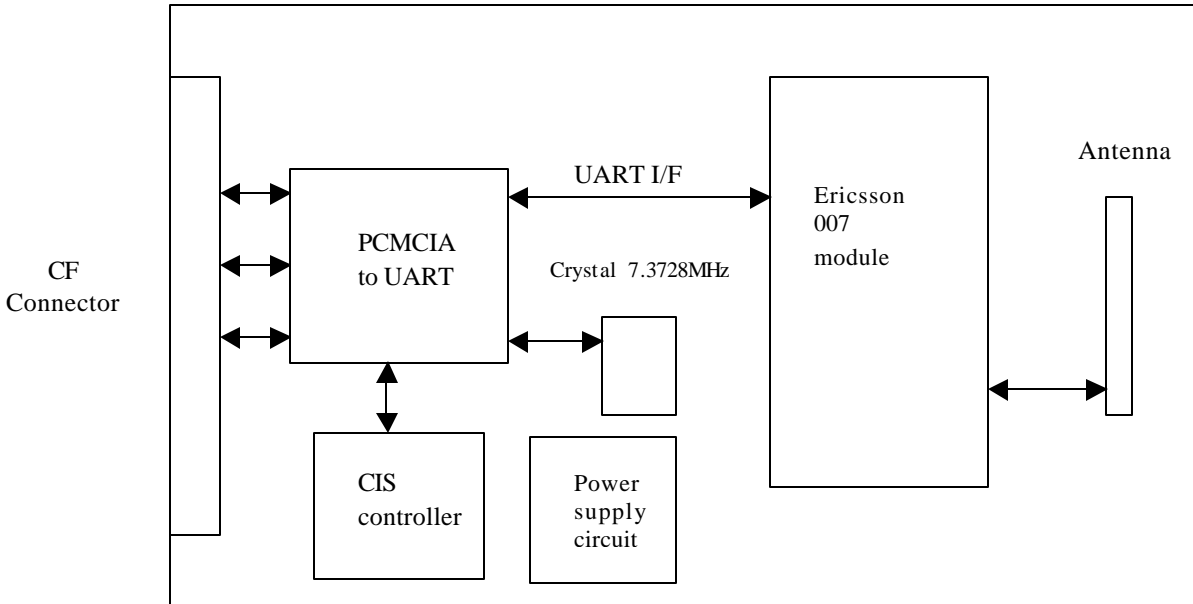 CF
Connector
PCMCIA
to UART
UART I/F
Crystal 7.3728MHz
CIS
controller
Power
supply
circuit
Ericsson
007
module
Antenna